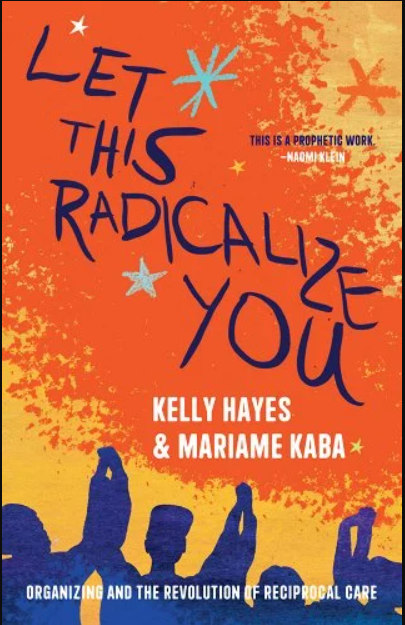 LET
THIS
RADICALIZE
YOU
THIS IS A PROPHETIC WORK.
–NAOMI KLEIN
KELLY HAYES
& MARIAME KABA
ORGANIZING AND THE REVOLUTION OF RECIPROCAL CARE